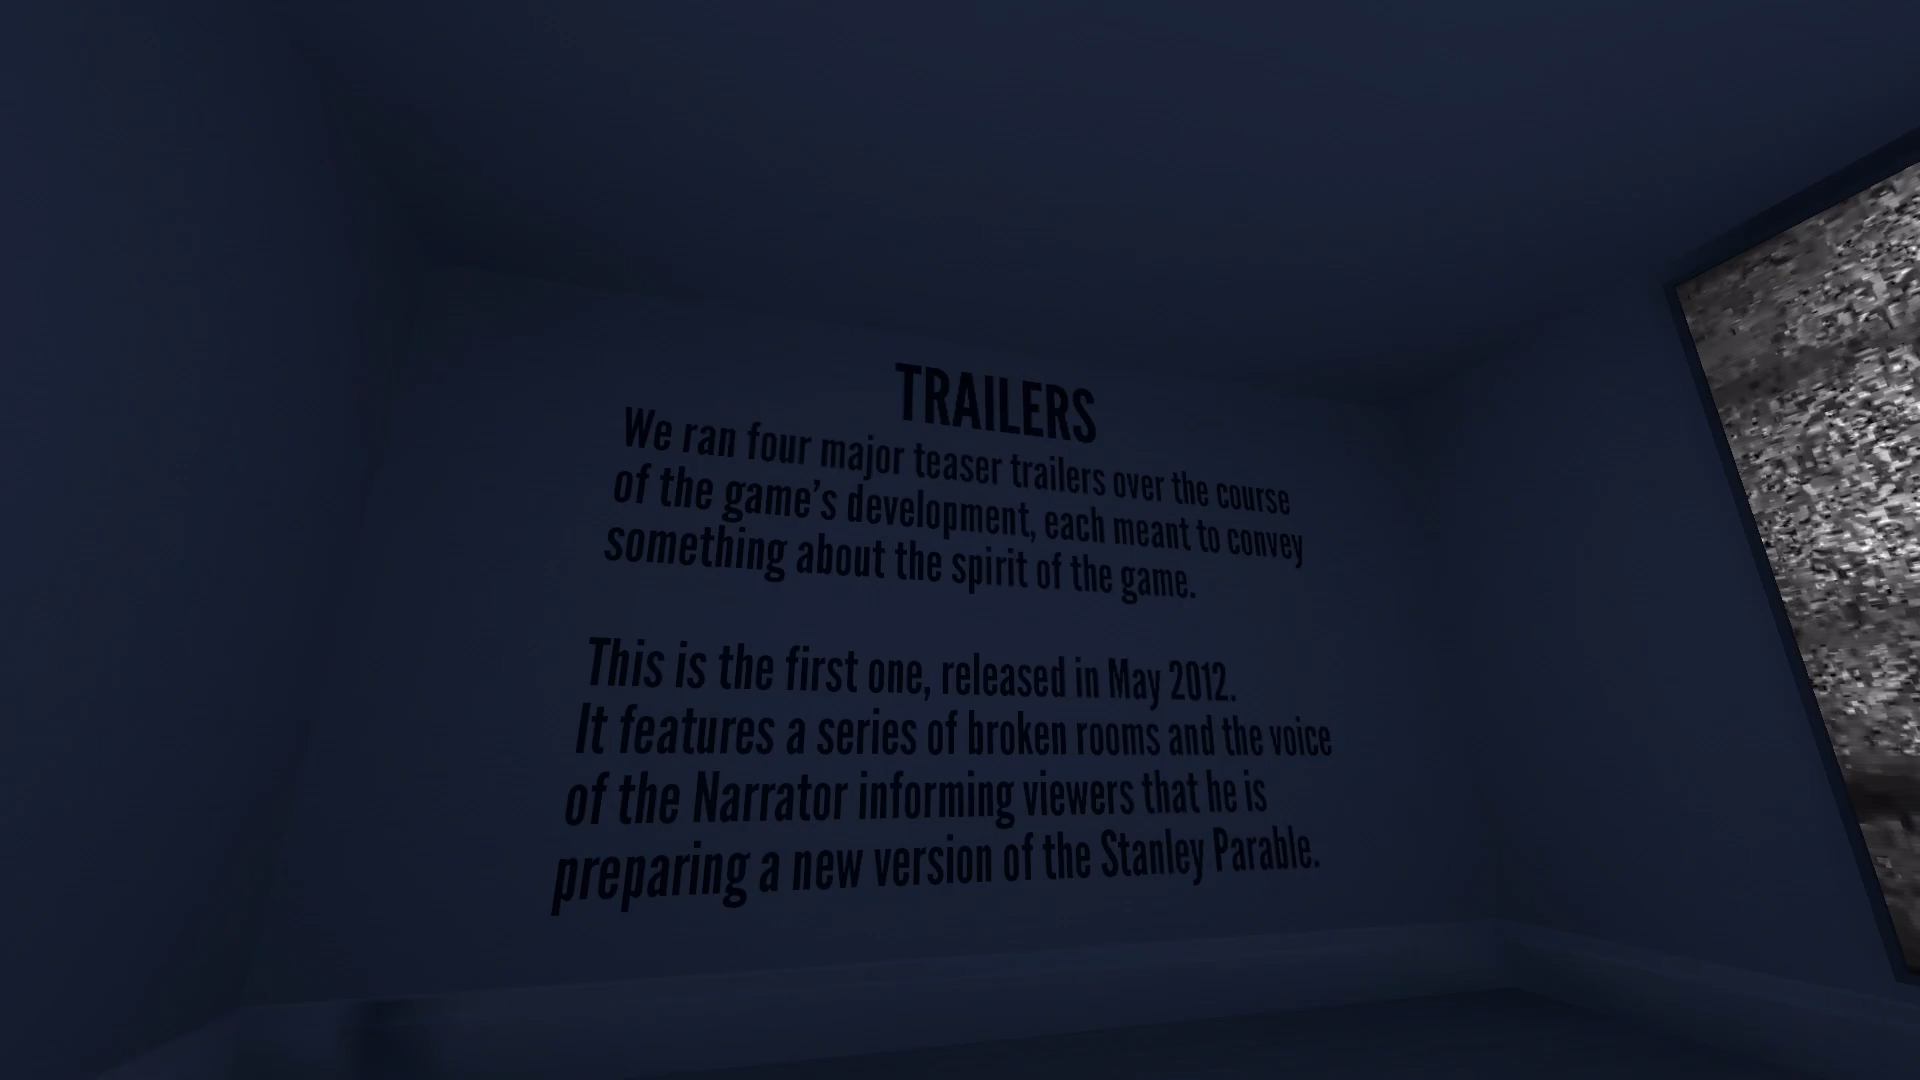 TRAILERS
We ran four major teaser trailers over the course
of the game’s development, each meant to convey
something about the spirit of the game.
This is the first one, released in May 2012.
It features a series of broken rooms and the voice
of the Narrator informing viewers that he is
preparing a new version of the Stanley Parable.